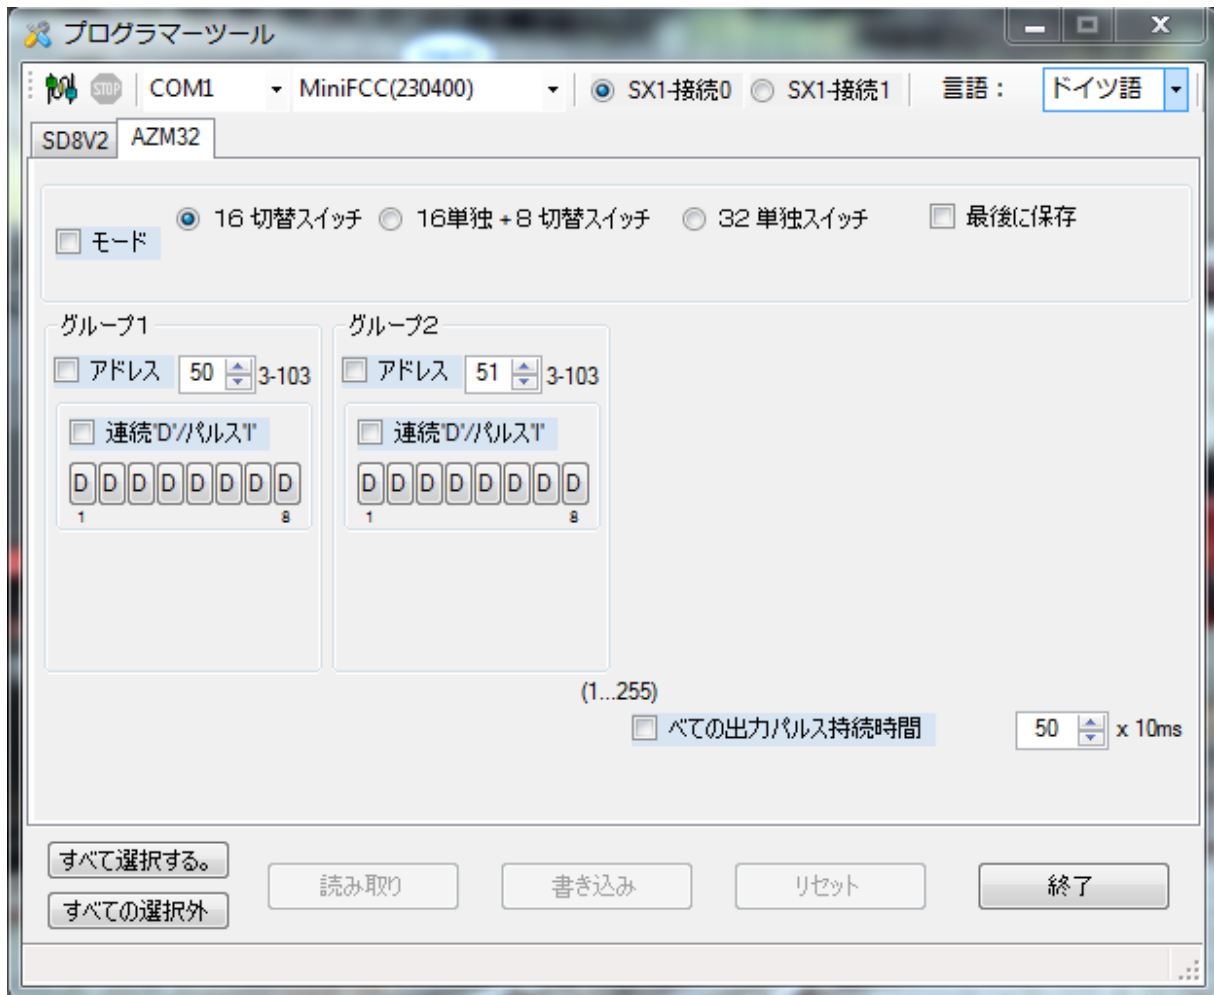 プログラマーツール
STOP COM1 MiniFCC(230400) SX1-接続0 SX1-接続1 言語： ドイツ語
SD8V2 AZM32
16 切替スイッチ 16単独 +8 切替スイッチ 32 単独スイッチ 最後に保存
モード
グループ1 グループ2
アドレス 50 3-103 アドレス 51 3-103
連続"D"/パルス"I" 連続"D"/パルス"I"
D D D D D D D D D D D D D D D D
1 8 1 8
(1...255)
べての出力パルス持続時間 50 x 10ms
すべて選択する。
読み取り 書き込み リセット 終了
すべての選択外